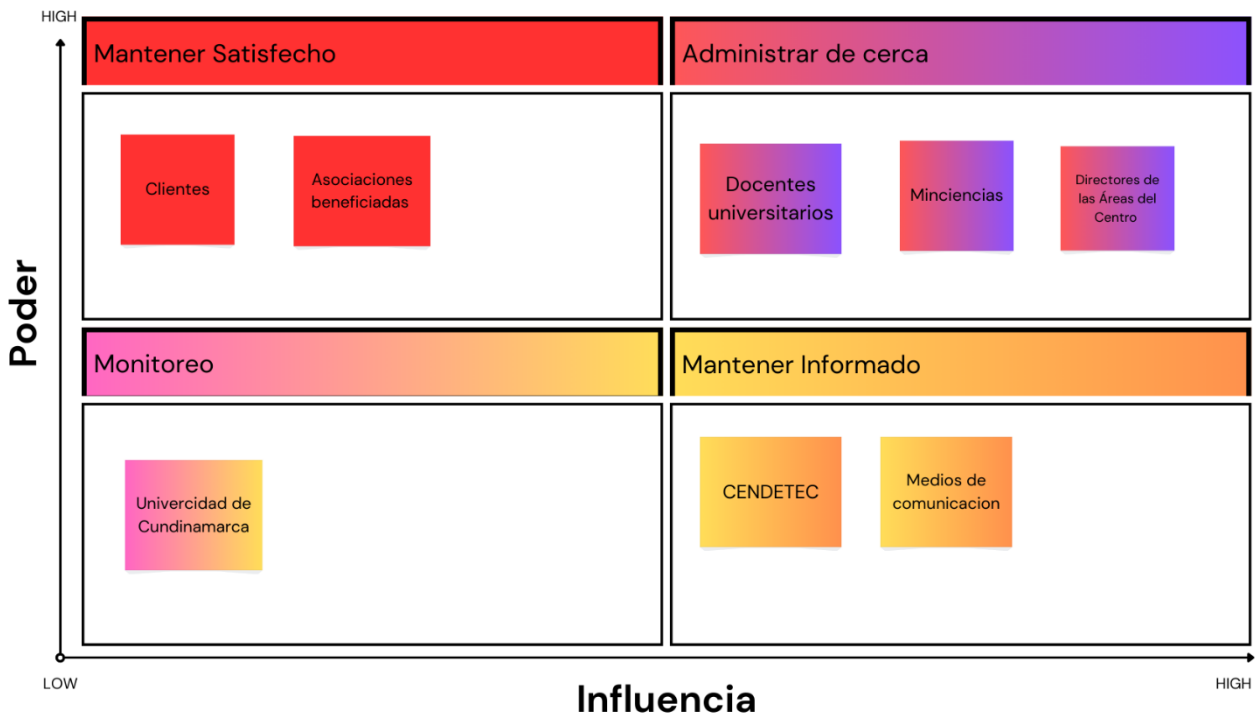 HIGH
Mantener Satisfecho
Administrar de cerca
Clientes
Asociaciones
beneficiadas
Docentes
universitarios
Minciencias
Directores de
las Áreas del
Centro
Poder
Monitoreo
Mantener Informado
Univercidad de
Cundinamarca
CENDETEC
Medios de
comunicacion
LOW
Influencia
HIGH